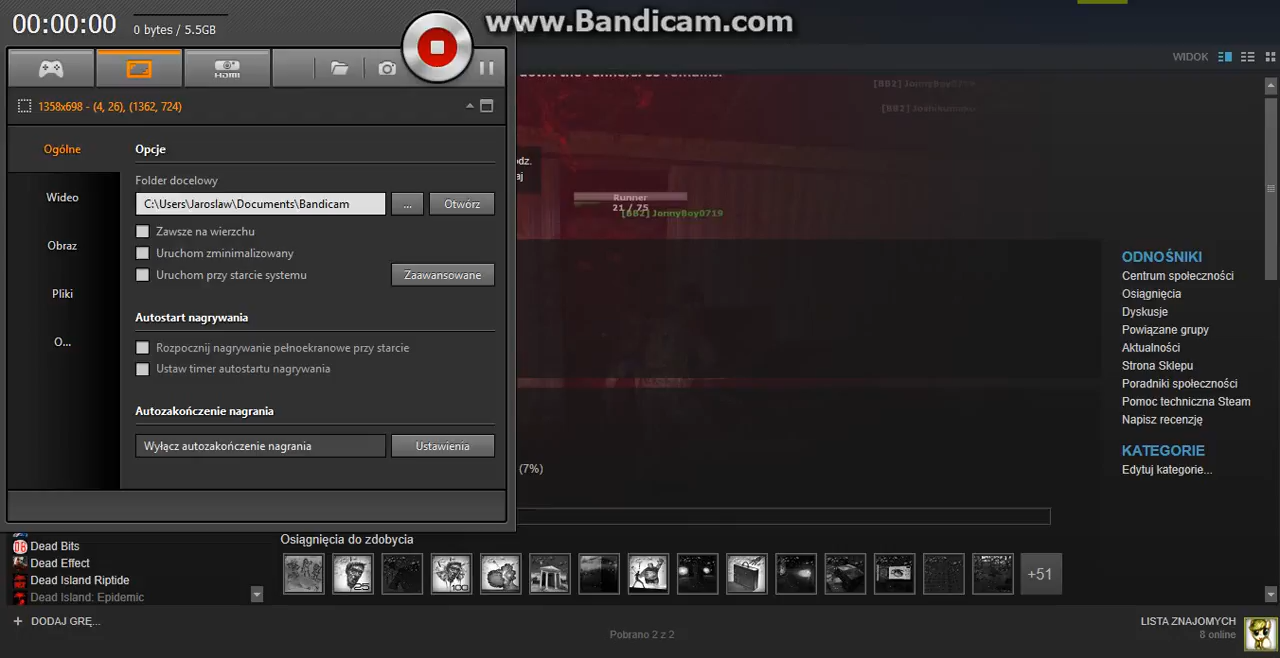 www.Bandicam.com
00:00:00
0 bytes / 5.5GB
HDMI
1358x698 - (4, 26), (1362, 724)
Ogólne
Wideo
Obraz
Pliki
O...
Opcje
Folder docelowy
C:\Users\Jaroslaw\Documents\Bandicam
...
Otwórz
Zawsze na wierzchu
Uruchom zminimalizowany
Uruchom przy starcie systemu
Zaawansowane
Autostart nagrywania
Rozpocznij nagrywanie pełnoekranowe przy starcie
Ustaw timer autostartu nagrywania
Autozakończenie nagrania
Wyłącz autozakończenie nagrania
Ustawienia
WIDOK
[BB2] JonnyBoy0719
dz.
aj
Runner
21 / 75
[BB2] JonnyBoy0719
(7%)
ODNOŚNIKI
Centrum społeczności
Osiągnięcia
Dyskusje
Powiązane grupy
Aktualności
Strona Sklepu
Poradniki społeczności
Pomoc techniczna Steam
Napisz recenzję
KATEGORIE
Edytuj kategorie...
Dead Bits
Dead Effect
Dead Island Riptide
Dead Island: Epidemic
Osiągnięcia do zdobycia
+51
+ DODAJ GRĘ...
Pobrano 2 z 2
LISTA ZNAJOMYCH
8 online